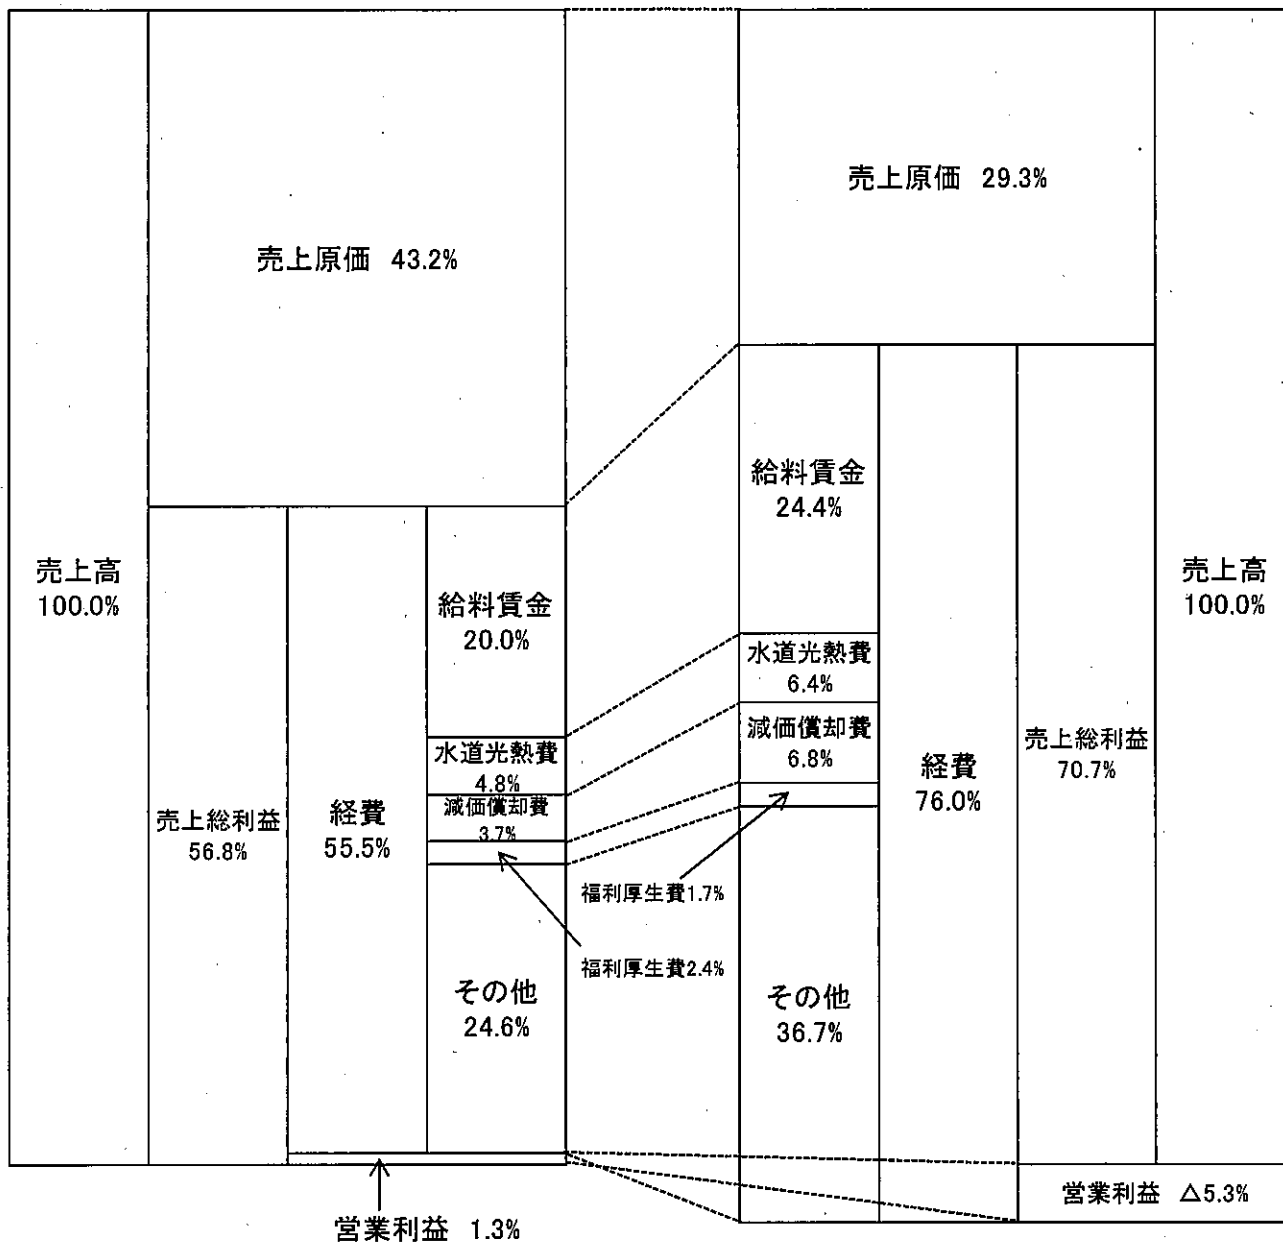 売上高
100.0%
売上原価 43.2%
売上総利益
56.8%
経費
55.5%
給料賃金
20.0%
水道光熱費
4.8%
減価償却費
3.7%
福利厚生費2.4%
その他
24.6%
営業利益 1.3%
売上原価 29.3%
給料賃金
24.4%
水道光熱費
6.4%
減価償却費
6.8%
福利厚生費1.7%
その他
36.7%
経費
76.0%
売上総利益
70.7%
売上高
100.0%
営業利益 △5.3%